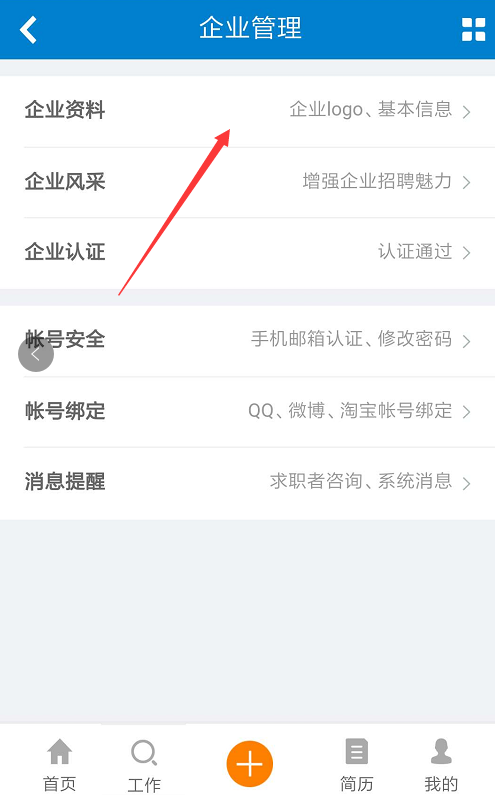 企业管理
企业资料 企业logo、基本信息
企业风采 增强企业招聘魅力
企业认证 认证通过
帐号安全 手机邮箱认证、修改密码
帐号绑定 QQ、微博、淘宝帐号绑定
消息提醒 求职者咨询、系统消息
首页 工作 简历 我的